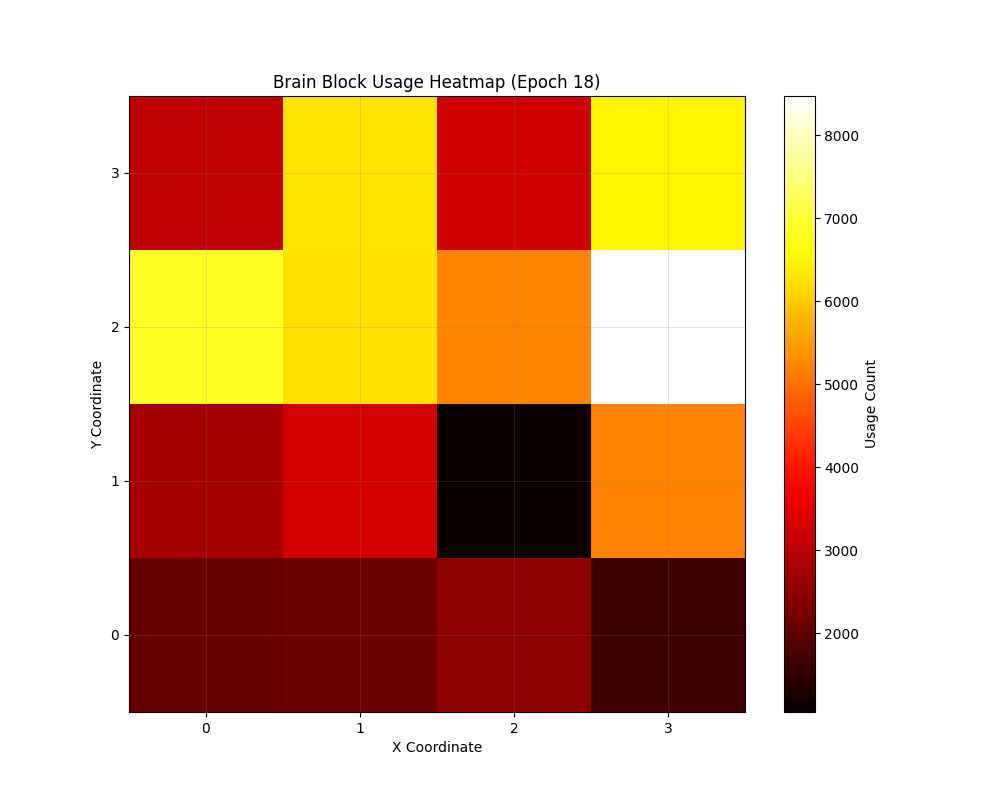 Brain Block Usage Heatmap (Epoch 18)
3
2
1
0
Y Coordinate
0 1 2 3
X Coordinate
8000
7000
6000
5000
4000
3000
2000
Usage Count